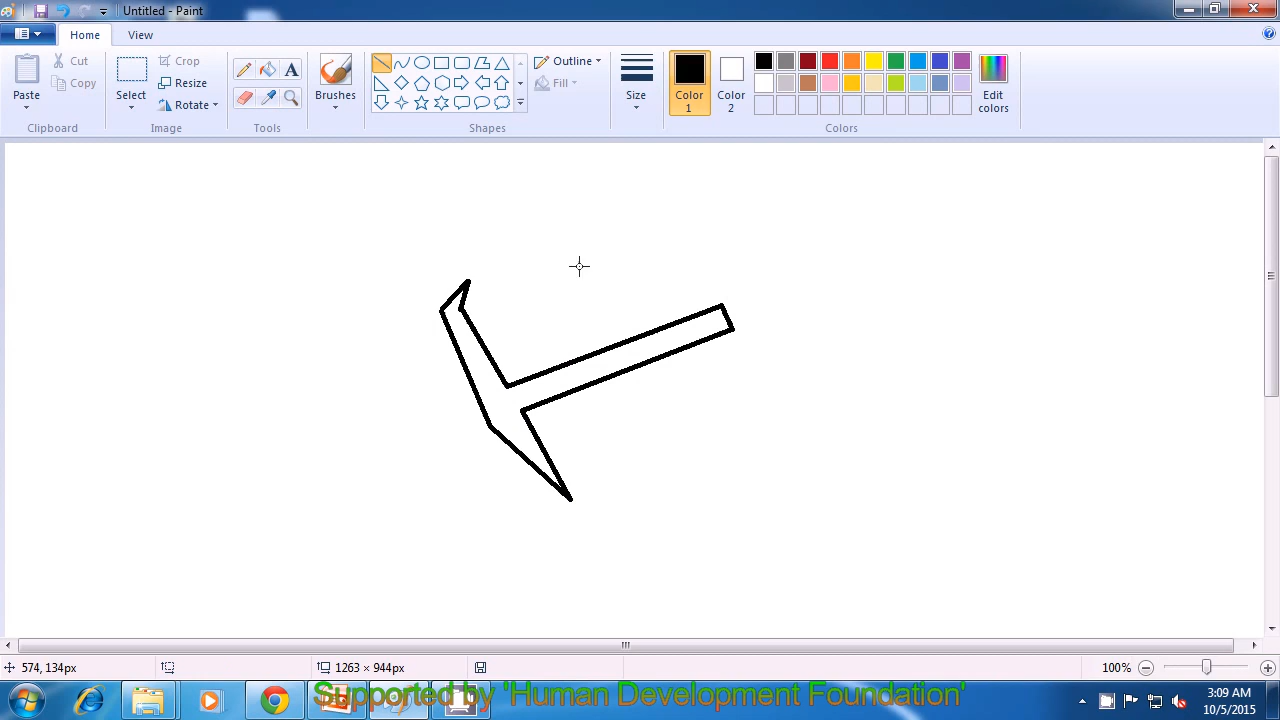 Untitled - Paint
Home View
Paste
Cut
Copy
Clipboard
Select
Crop
Resize
Rotate
Image
A
Tools
Brushes
Shapes
Outline
Fill
Size
Color 1
Color 2
Edit colors
Colors
574, 134px
1263 × 944px
100%
Supported by 'Human Development Foundation'
3:09 AM
10/5/2015